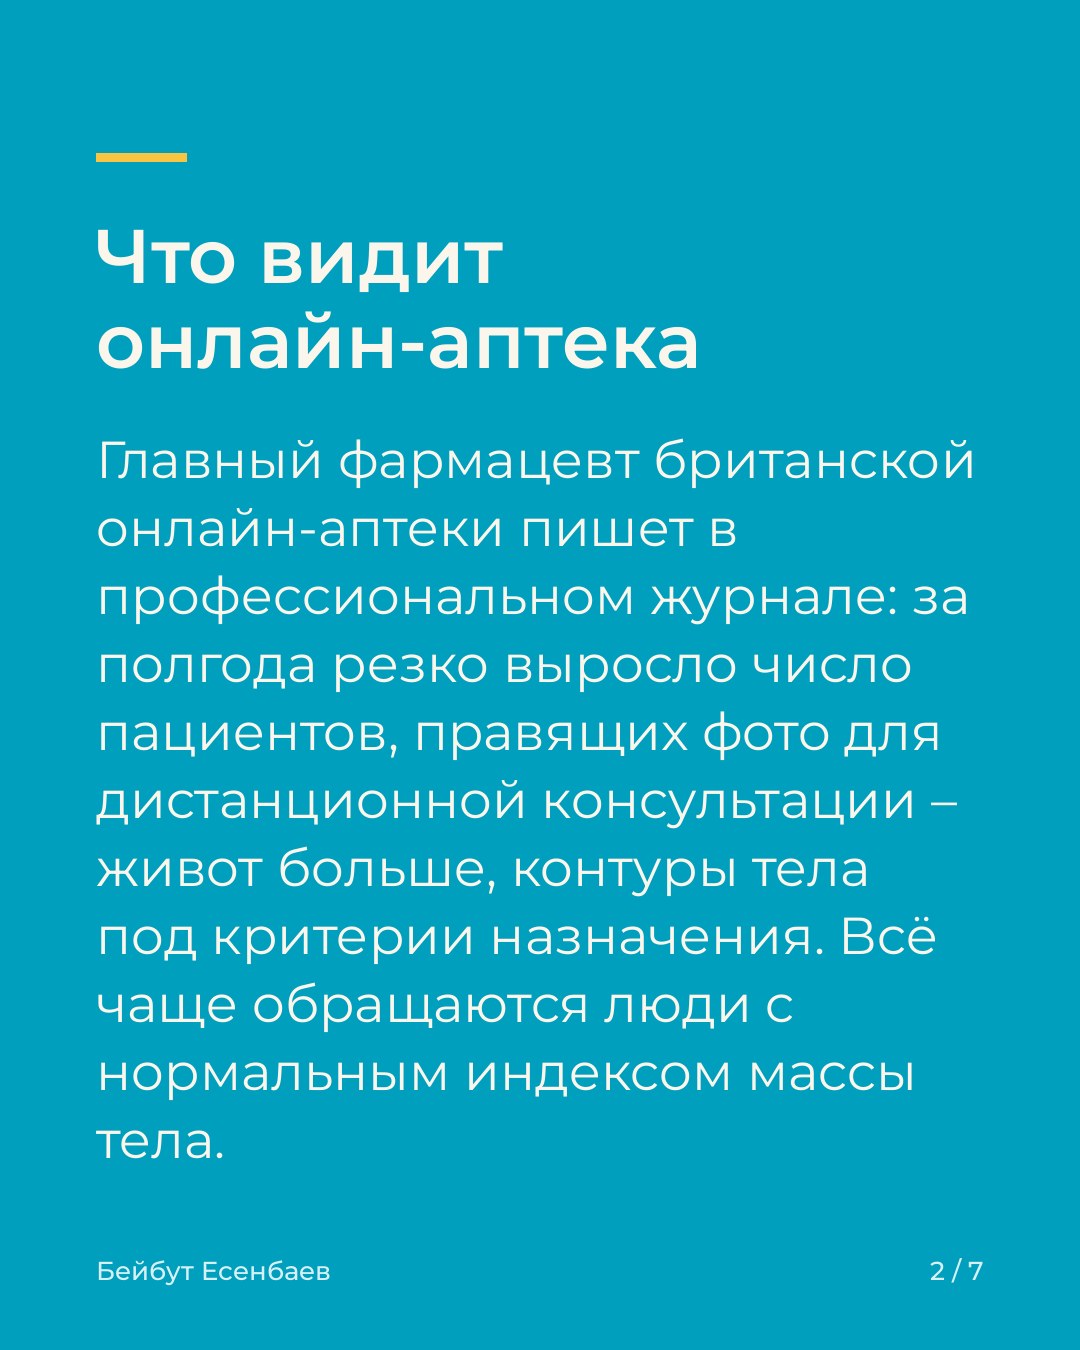 Что видит
онлайн-аптека
Главный фармацевт британской
онлайн-аптеки пишет в
профессиональном журнале: за
полгода резко выросло число
пациентов, правящих фото для
дистанционной консультации –
живот больше, контуры тела
под критерии назначения. Всё
чаще обращаются люди с
нормальным индексом массы
тела.
Бейбут Есенбаев
2 / 7